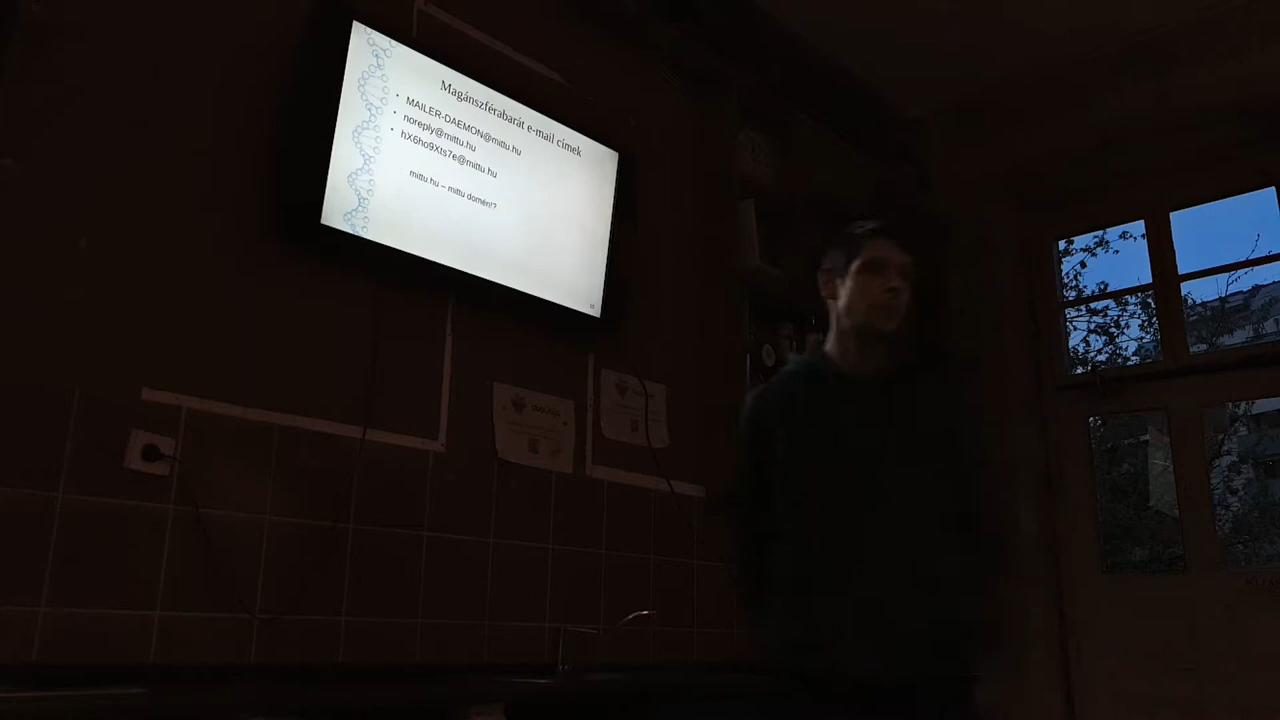 Magánszférabarát e-mail címek
• MAILER-DAEMON@mittu.hu
• noreply@mittu.hu
• hX6ho9Xts7e@mittu.hu
mittu.hu – mittu domén!?